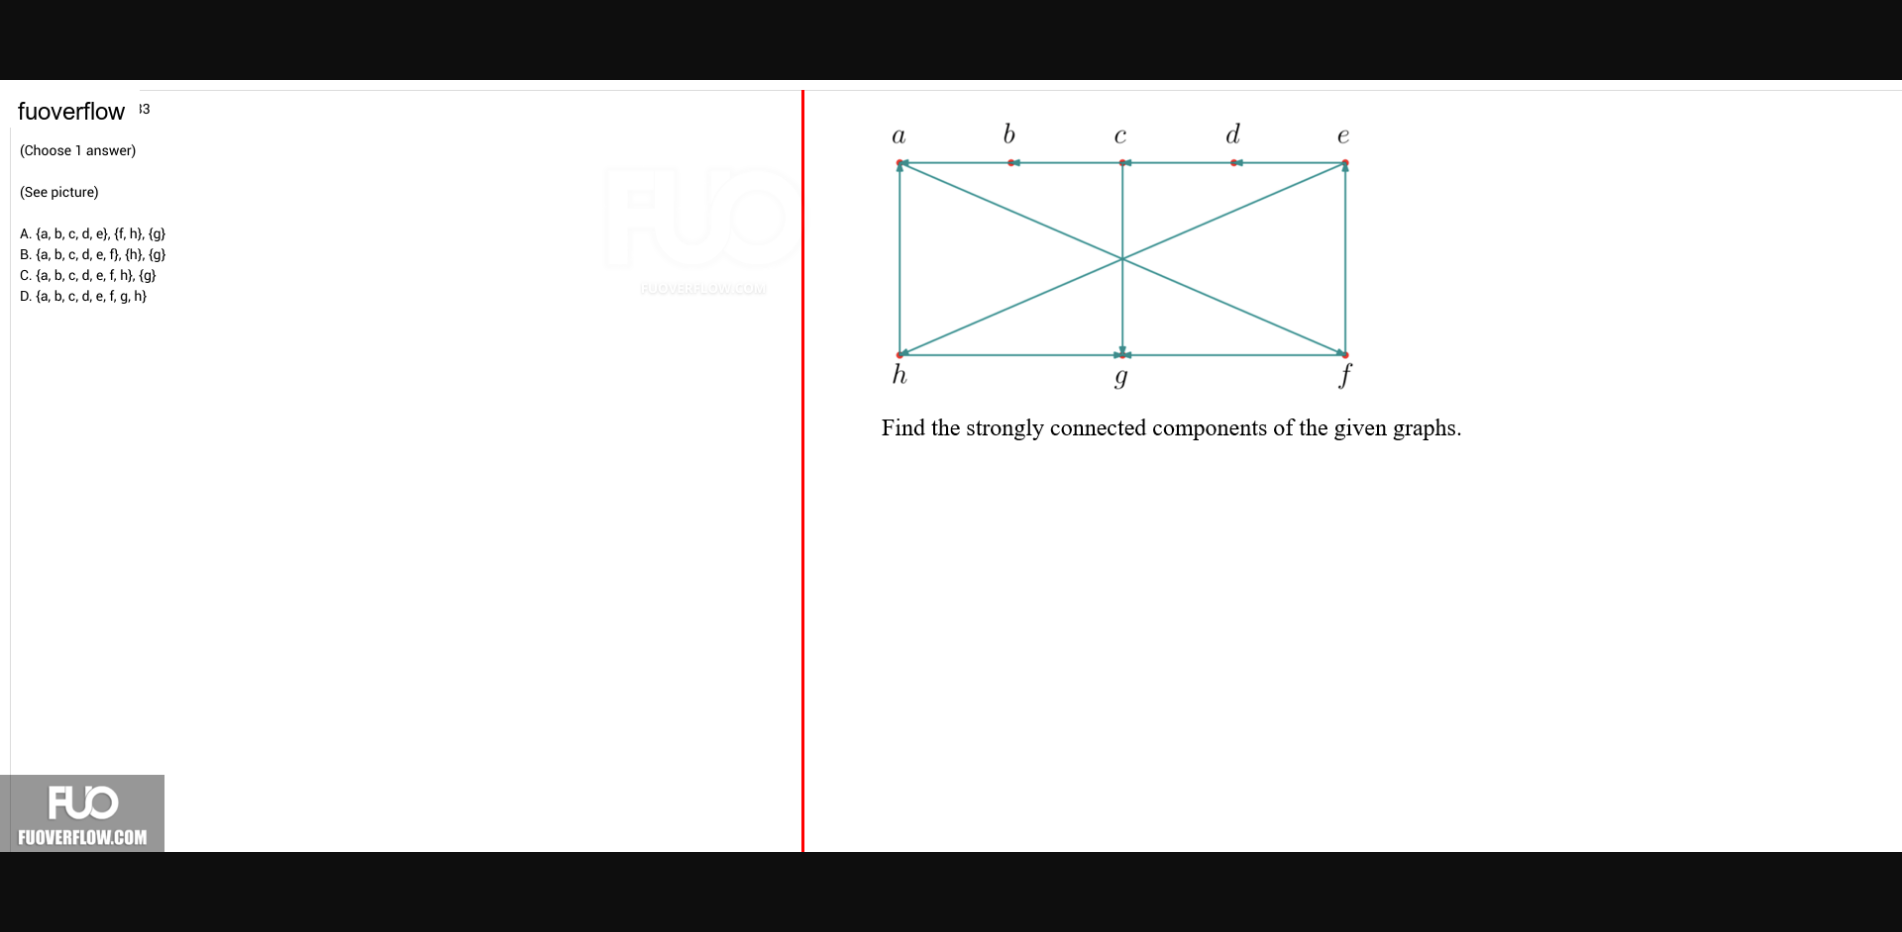 fuoverflow
33
(Choose 1 answer)
(See picture)
A. {a, b, c, d, e}, {f, h}, {g}
B. {a, b, c, d, e, f}, {h}, {g}
C. {a, b, c, d, e, f, h}, {g}
D. {a, b, c, d, e, f, g, h}
FUO
FUOVERFLOW.COM
a b c d e
h g f
Find the strongly connected components of the given graphs.
FUO
FUOVERFLOW.COM